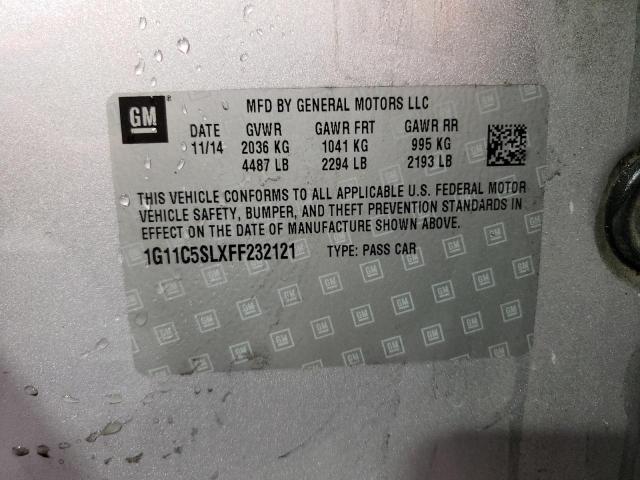 GM ®
MFD BY GENERAL MOTORS LLC
DATE GVWR GAWR FRT GAWR RR
11/14 2036 KG 1041 KG 995 KG
4487 LB 2294 LB 2193 LB
THIS VEHICLE CONFORMS TO ALL APPLICABLE U.S. FEDERAL MOTOR
VEHICLE SAFETY, BUMPER, AND THEFT PREVENTION STANDARDS IN
EFFECT ON THE DATE OF MANUFACTURE SHOWN ABOVE.
1G11C5SLXFF232121 TYPE: PASS CAR